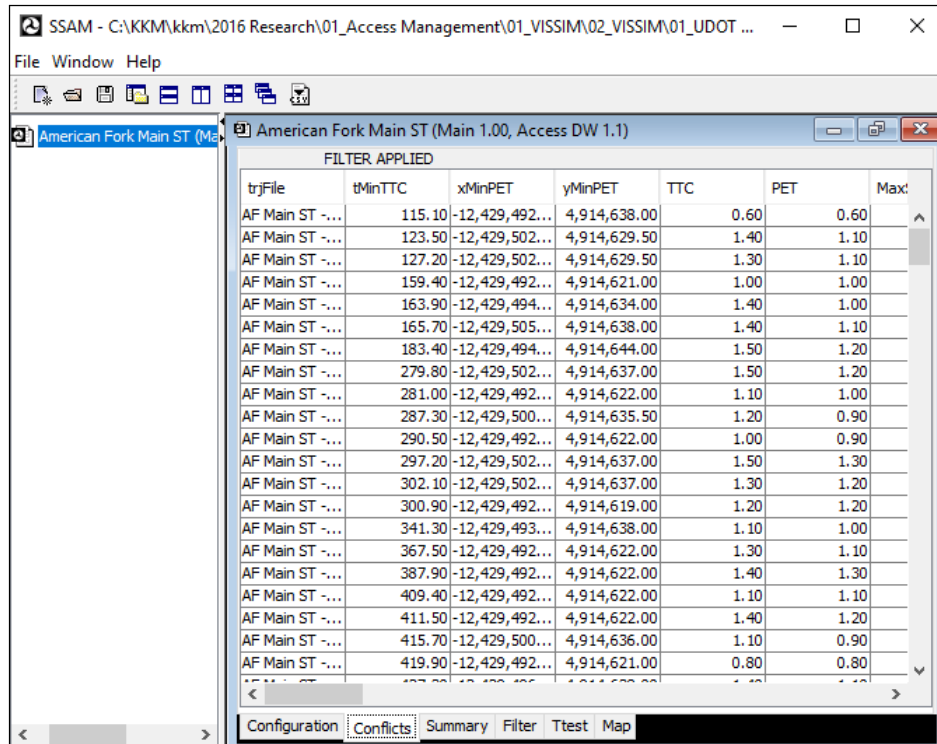 SSAM - C:\KKM\kkm\2016 Research\01_Access Management\01_VISSIM\02_VISSIM\01_UDOT ...
File Window Help
American Fork Main ST (Ma
American Fork Main ST (Main 1.00, Access DW 1.1)
FILTER APPLIED
trjFile tMinTTC xMinPET yMinPET TTC PET Max
AF Main ST -... 115.10 -12,429,492... 4,914,638.00 0.60 0.60
AF Main ST -... 123.50 -12,429,502... 4,914,629.50 1.40 1.10
AF Main ST -... 127.20 -12,429,502... 4,914,629.50 1.30 1.10
AF Main ST -... 159.40 -12,429,492... 4,914,621.00 1.00 1.00
AF Main ST -... 163.90 -12,429,494... 4,914,634.00 1.40 1.00
AF Main ST -... 165.70 -12,429,505... 4,914,638.00 1.40 1.10
AF Main ST -... 183.40 -12,429,494... 4,914,644.00 1.50 1.20
AF Main ST -... 279.80 -12,429,502... 4,914,637.00 1.50 1.20
AF Main ST -... 281.00 -12,429,492... 4,914,622.00 1.10 1.00
AF Main ST -... 287.30 -12,429,500... 4,914,635.50 1.20 0.90
AF Main ST -... 290.50 -12,429,492... 4,914,622.00 1.00 0.90
AF Main ST -... 297.20 -12,429,502... 4,914,637.00 1.50 1.30
AF Main ST -... 302.10 -12,429,502... 4,914,637.00 1.30 1.20
AF Main ST -... 300.90 -12,429,492... 4,914,619.00 1.20 1.20
AF Main ST -... 341.30 -12,429,493... 4,914,638.00 1.10 1.00
AF Main ST -... 367.50 -12,429,492... 4,914,622.00 1.30 1.10
AF Main ST -... 387.90 -12,429,492... 4,914,622.00 1.40 1.30
AF Main ST -... 409.40 -12,429,492... 4,914,622.00 1.10 1.10
AF Main ST -... 411.50 -12,429,492... 4,914,622.00 1.40 1.20
AF Main ST -... 415.70 -12,429,500... 4,914,636.00 1.10 0.90
AF Main ST -... 419.90 -12,429,492... 4,914,621.00 0.80 0.80
Configuration Conflicts Summary Filter Ttest Map